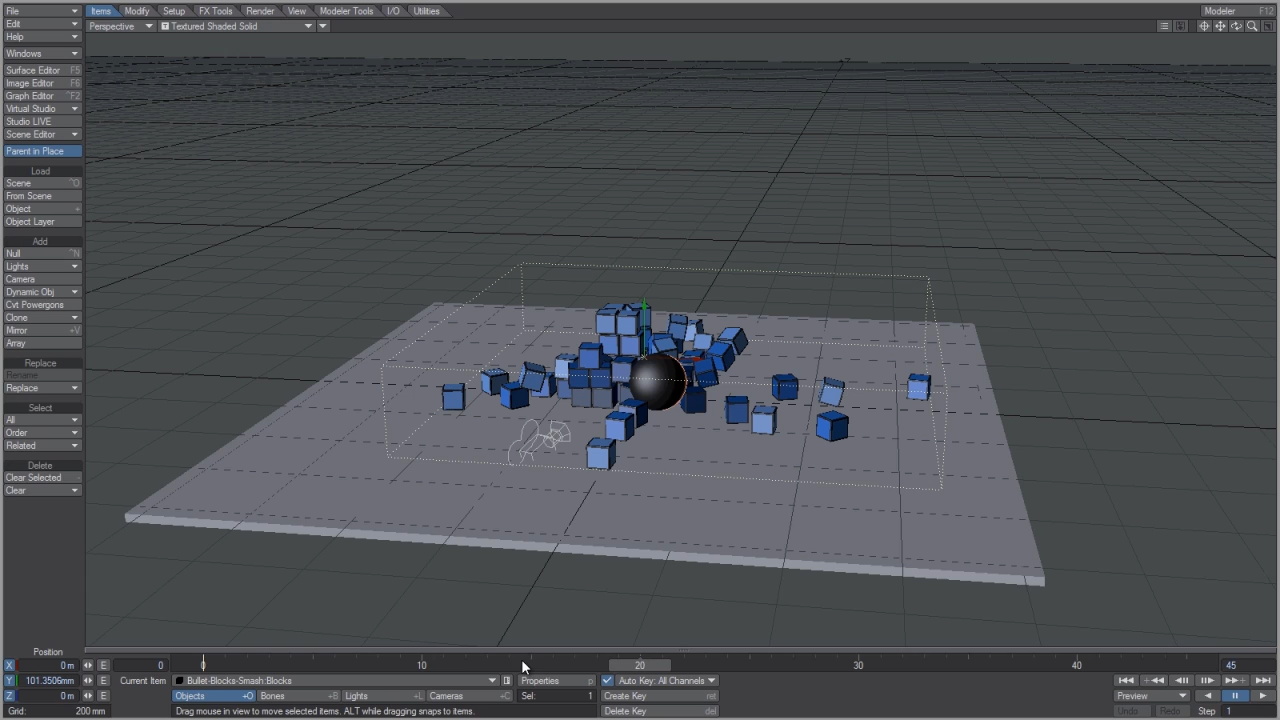 File Items Modify Setup FX Tools Render View Modeler Tools I/O Utilities Modeler F12
Edit Perspective Textured Shaded Solid
Help
Windows
Surface Editor F5
Image Editor F6
Graph Editor ^F2
Virtual Studio
Studio LIVE
Scene Editor
Parent in Place
Load
Scene ^O
From Scene
Object +
Object Layer
Add
Null ^N
Lights
Camera
Dynamic Obj
Cvt Powergons
Clone
Mirror +V
Array
Replace
Rename
Replace
Select
All
Order
Related
Delete
Clear Selected -
Clear
Position
X 0 m E 0 0 10 20 30 40 45
Y 101.3506mm E Current Item Bullet-Blocks-Smash:Blocks Properties p Auto Key: All Channels
Z 0 m E Objects +O Bones +B Lights +L Cameras +C Sel: 1 Create Key ret Preview
Grid: 200 mm Drag mouse in view to move selected items. ALT while dragging snaps to items. Delete Key del Undo Redo Step 1